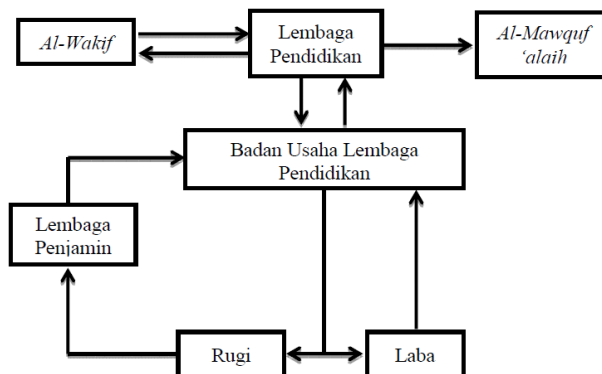 Al-Wakif
Lembaga
Pendidikan
Al-Mawquf
‘alaih
Badan Usaha Lembaga
Pendidikan
Lembaga
Penjamin
Rugi
Laba